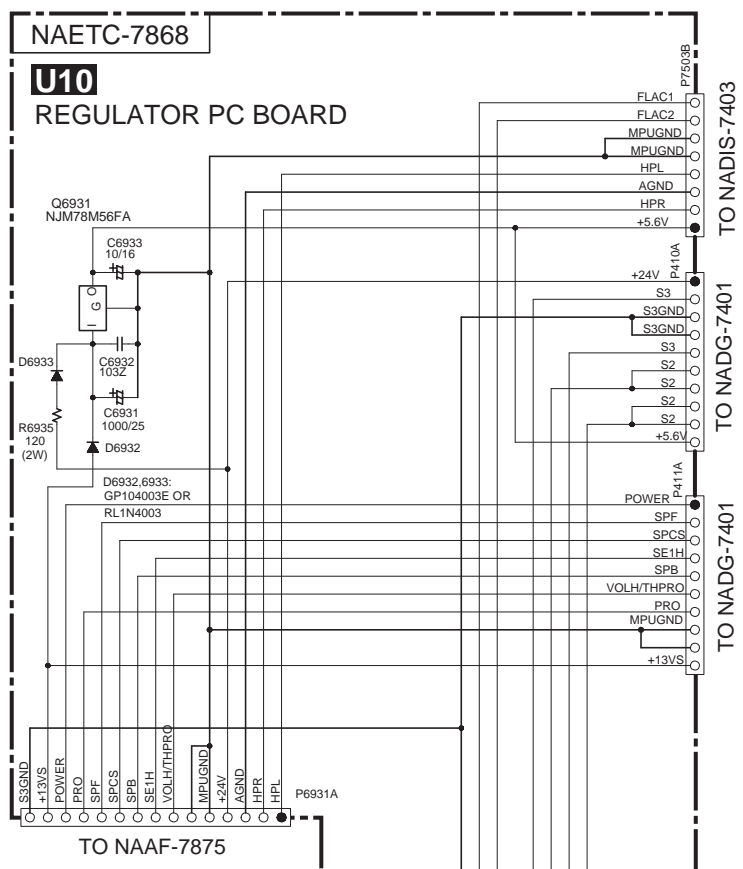 NAETC-7868
U10
REGULATOR PC BOARD
P7503B
FLAC1
FLAC2
MPUGND
MPUGND
HPL
AGND
HPR
+5.6V
TO NADIS-7403
Q6931
NJM78M56FA
C6933
10/16
O
G
I
C6932
103Z
C6931
1000/25
D6933
R6935
120
(2W)
D6932
D6932,6933:
GP104003E OR
RL1N4003
P410A
+24V
S3
S3GND
S3GND
S3
S2
S2
S2
S2
+5.6V
TO NADG-7401
P411A
POWER
SPF
SPCS
SE1H
SPB
VOLH/THPRO
PRO
MPUGND
+13VS
TO NADG-7401
S3GND
+13VS
POWER
PRO
SPF
SPCS
SPB
SE1H
VOLH/THPRO
MPUGND
+24V
AGND
HPR
HPL
P6931A
TO NAAF-7875